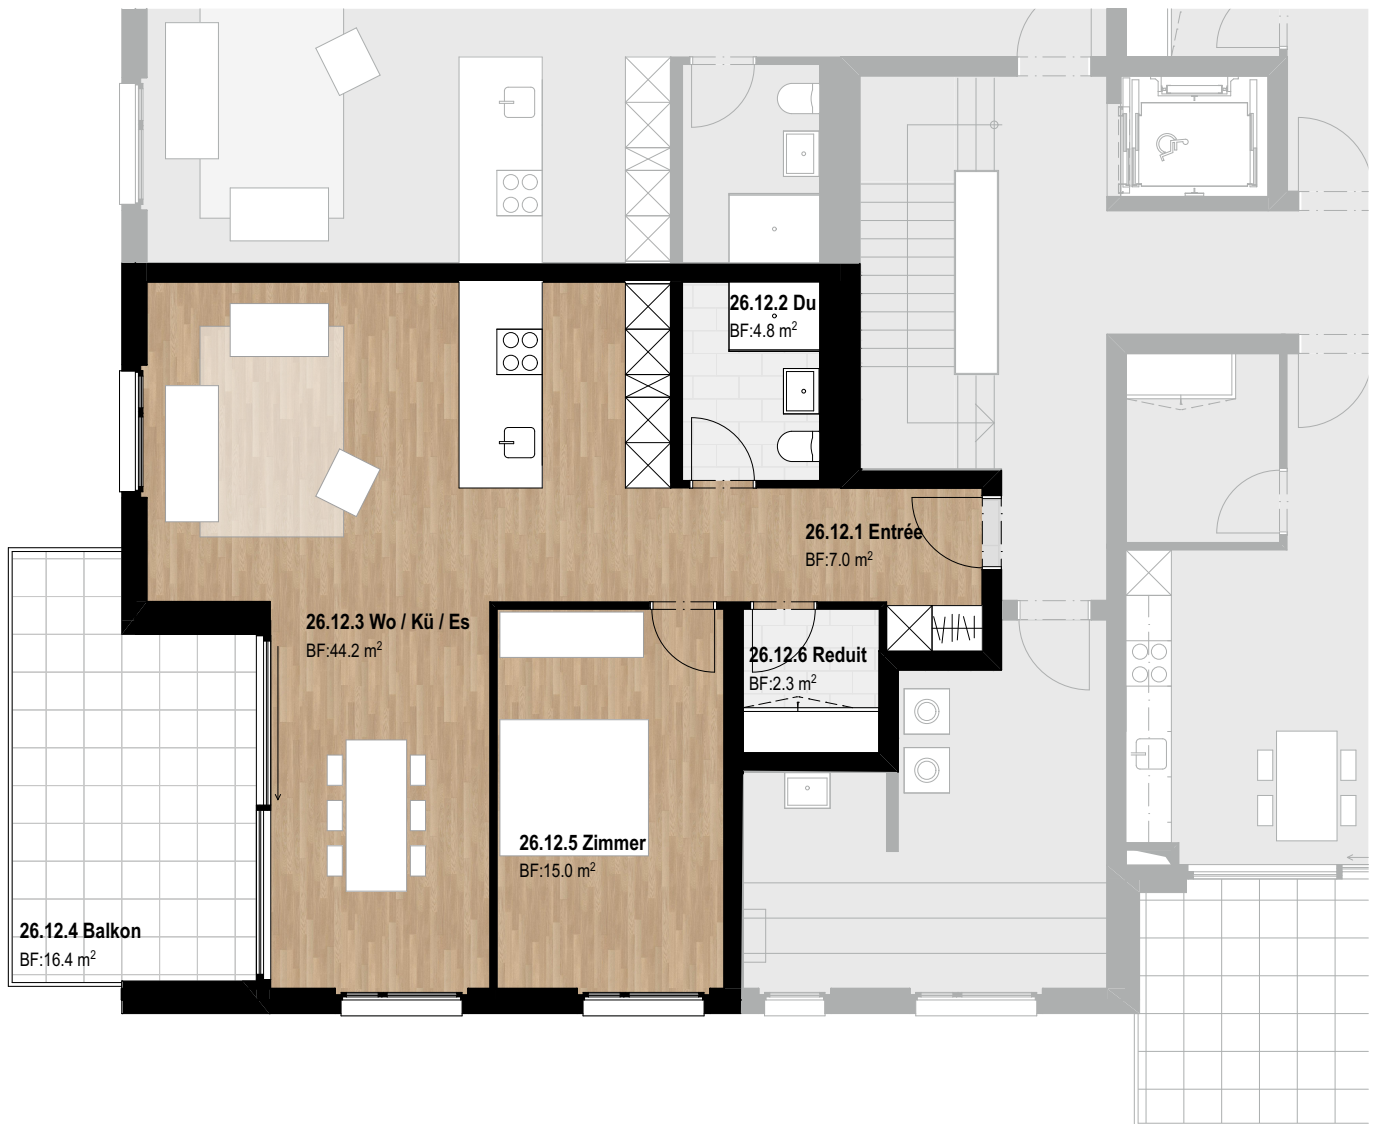 26.12.2 Du
BF:4.8 m²
26.12.1 Entrée
BF:7.0 m²
26.12.3 Wo / Kü / Es
BF:44.2 m²
26.12.6 Reduit
BF:2.3 m²
26.12.5 Zimmer
BF:15.0 m²
26.12.4 Balkon
BF:16.4 m²